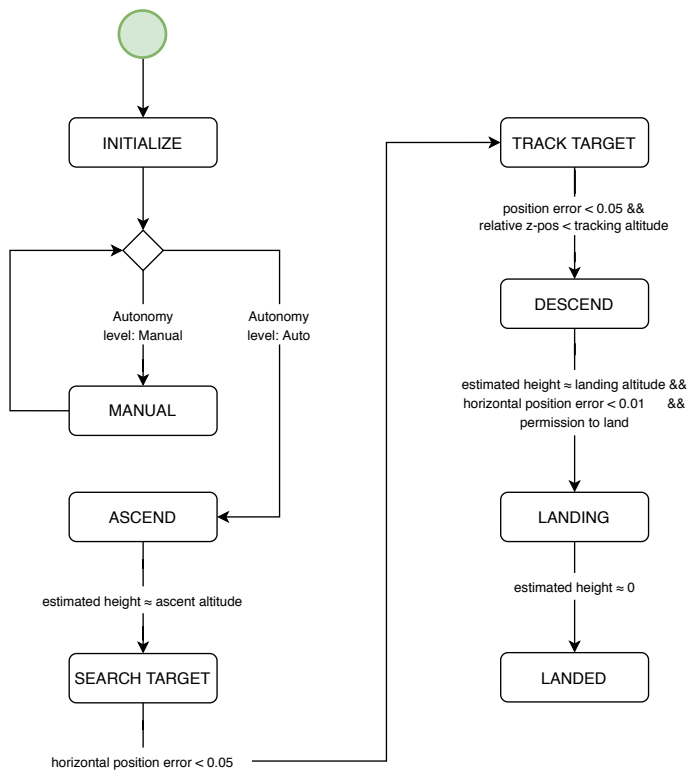 INITIALIZE
Autonomy
level: Manual
Autonomy
level: Auto
MANUAL
ASCEND
estimated height ≈ ascent altitude
SEARCH TARGET
horizontal position error < 0.05
TRACK TARGET
position error < 0.05 &&
relative z-pos < tracking altitude
DESCEND
estimated height ≈ landing altitude &&
horizontal position error < 0.01 &&
permission to land
LANDING
estimated height ≈ 0
LANDED